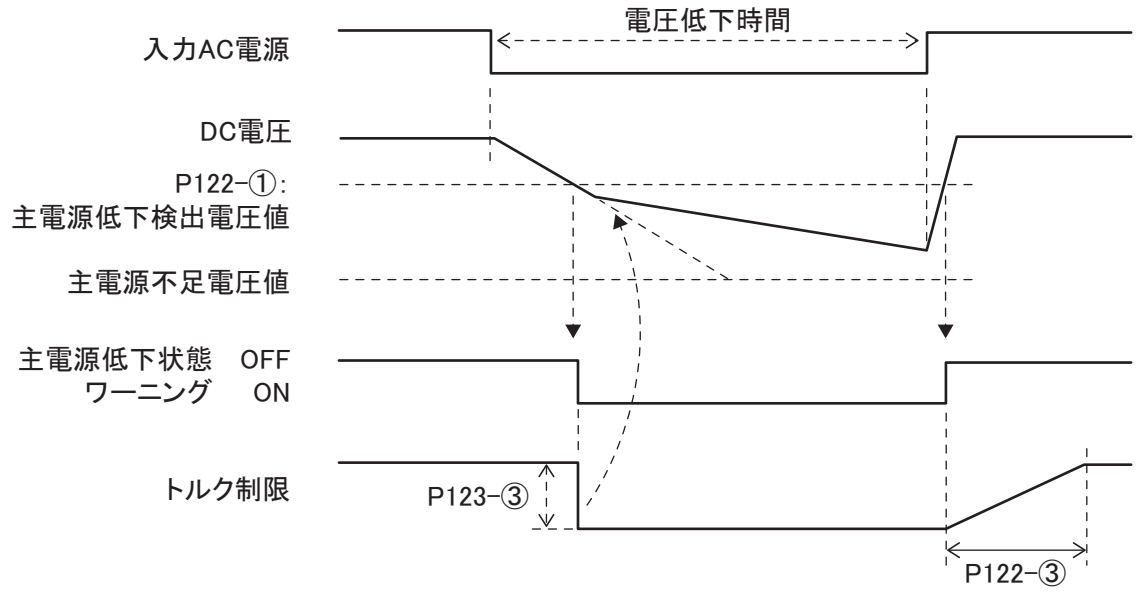 電圧低下時間
入力AC電源
DC電圧
P122-①:
主電源低下検出電圧値
主電源不足電圧値
主電源低下状態 OFF
ワーニング ON
トルク制限
P123-③
P122-③